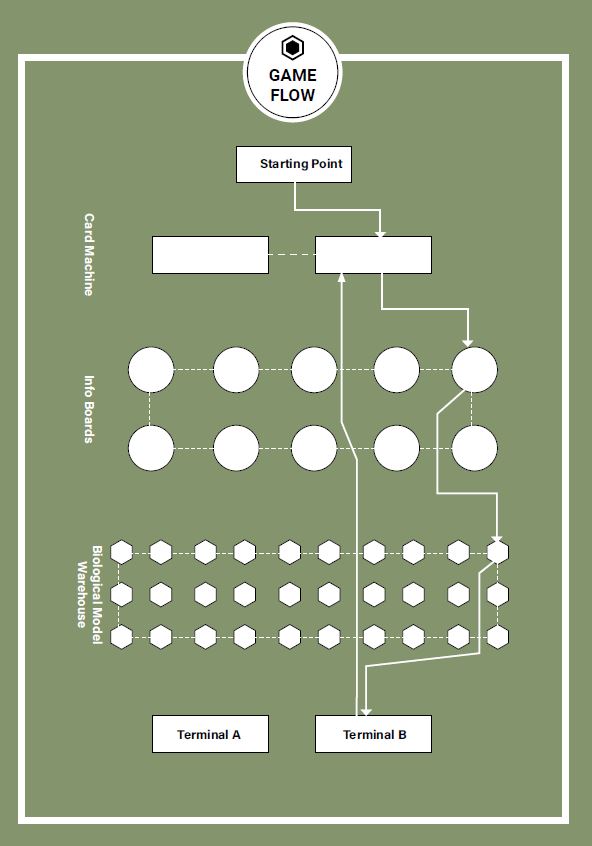 GAME
FLOW
Starting Point
Card Machine
Info Boards
Biological Model
Warehouse
Terminal A
Terminal B